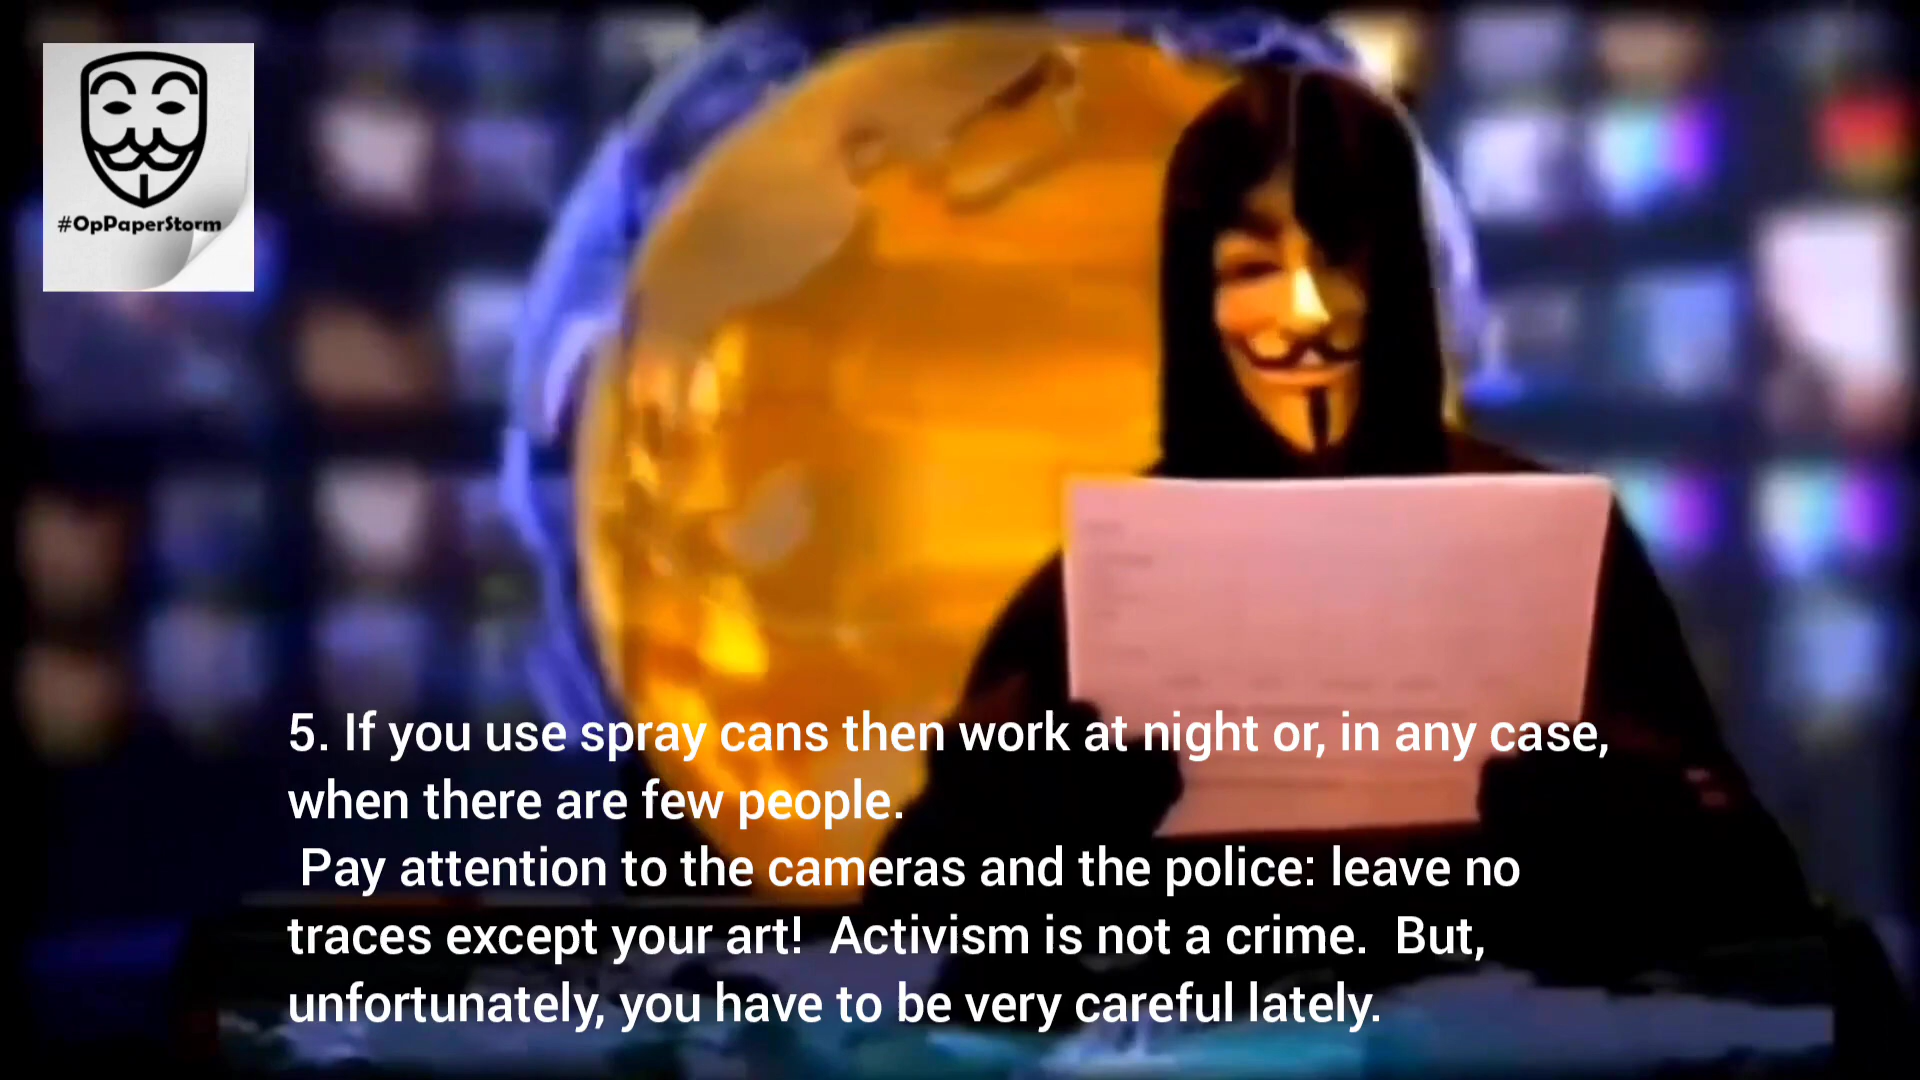 #OpPaperStorm
5. If you use spray cans then work at night or, in any case,
when there are few people.
Pay attention to the cameras and the police: leave no
traces except your art!  Activism is not a crime.  But,
unfortunately, you have to be very careful lately.